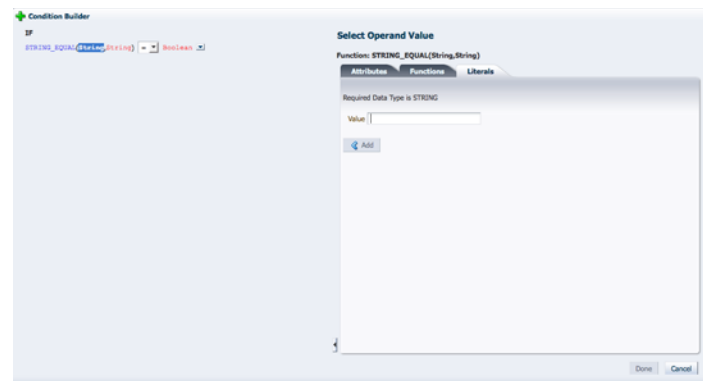 Condition Builder
IF
STRING_EQUAL(String,String) = Boolean
Select Operand Value
Function: STRING_EQUAL(String,String)
Attributes Functions Literals
Required Data Type is STRING
Value
Add
Done Cancel